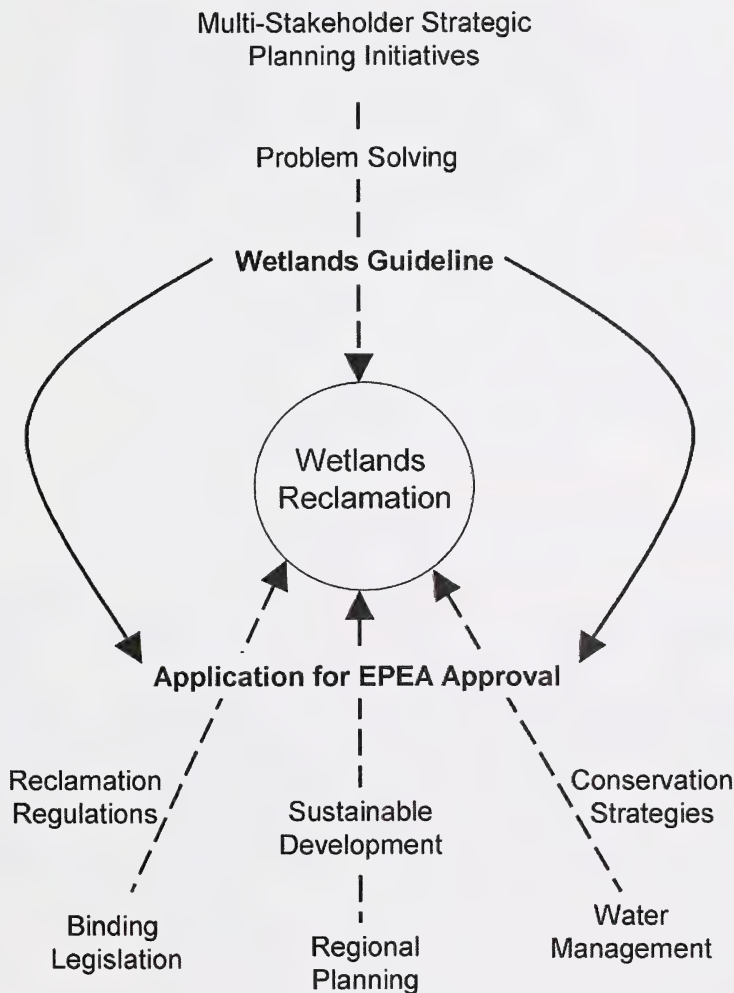 Multi-Stakeholder Strategic
Planning Initiatives
Problem Solving
Wetlands Guideline
Wetlands
Reclamation
Application for EPEA Approval
Reclamation
Regulations
Sustainable
Development
Conservation
Strategies
Binding
Legislation
Regional
Planning
Water
Management